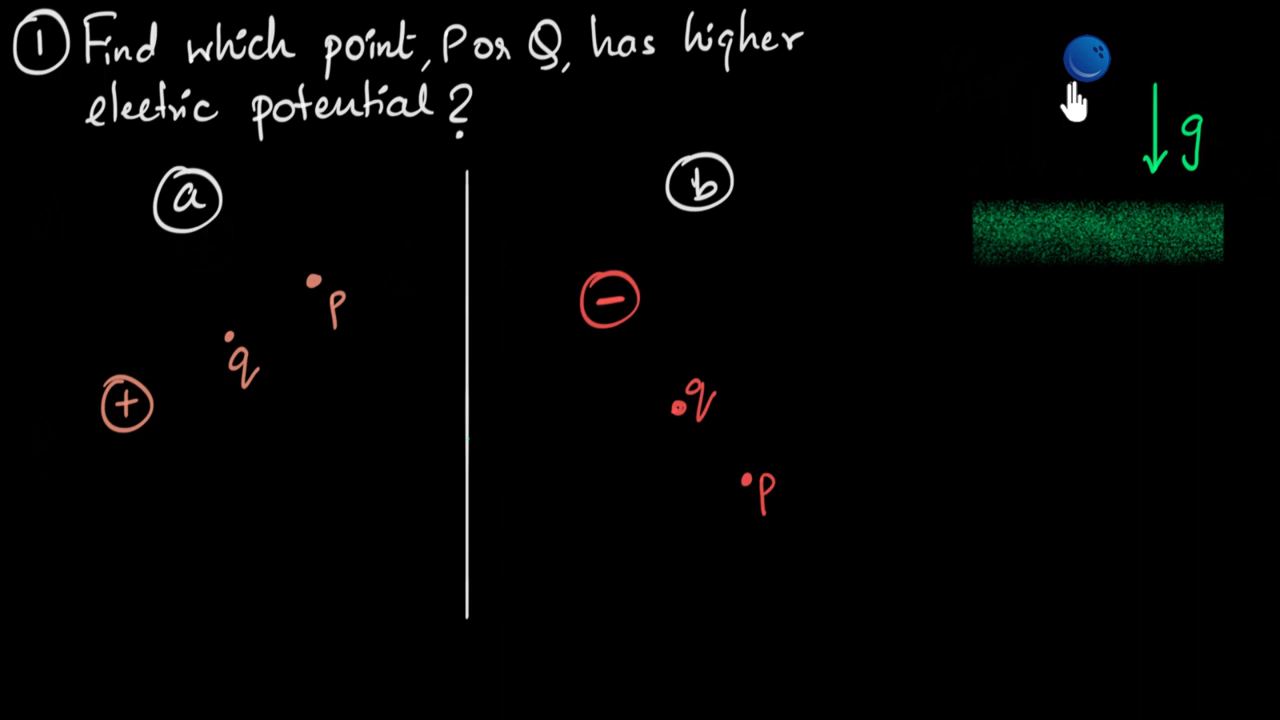 1 Find which point, P or Q, has higher
electric potential?
a
b
g
p
q
+
-
q
p